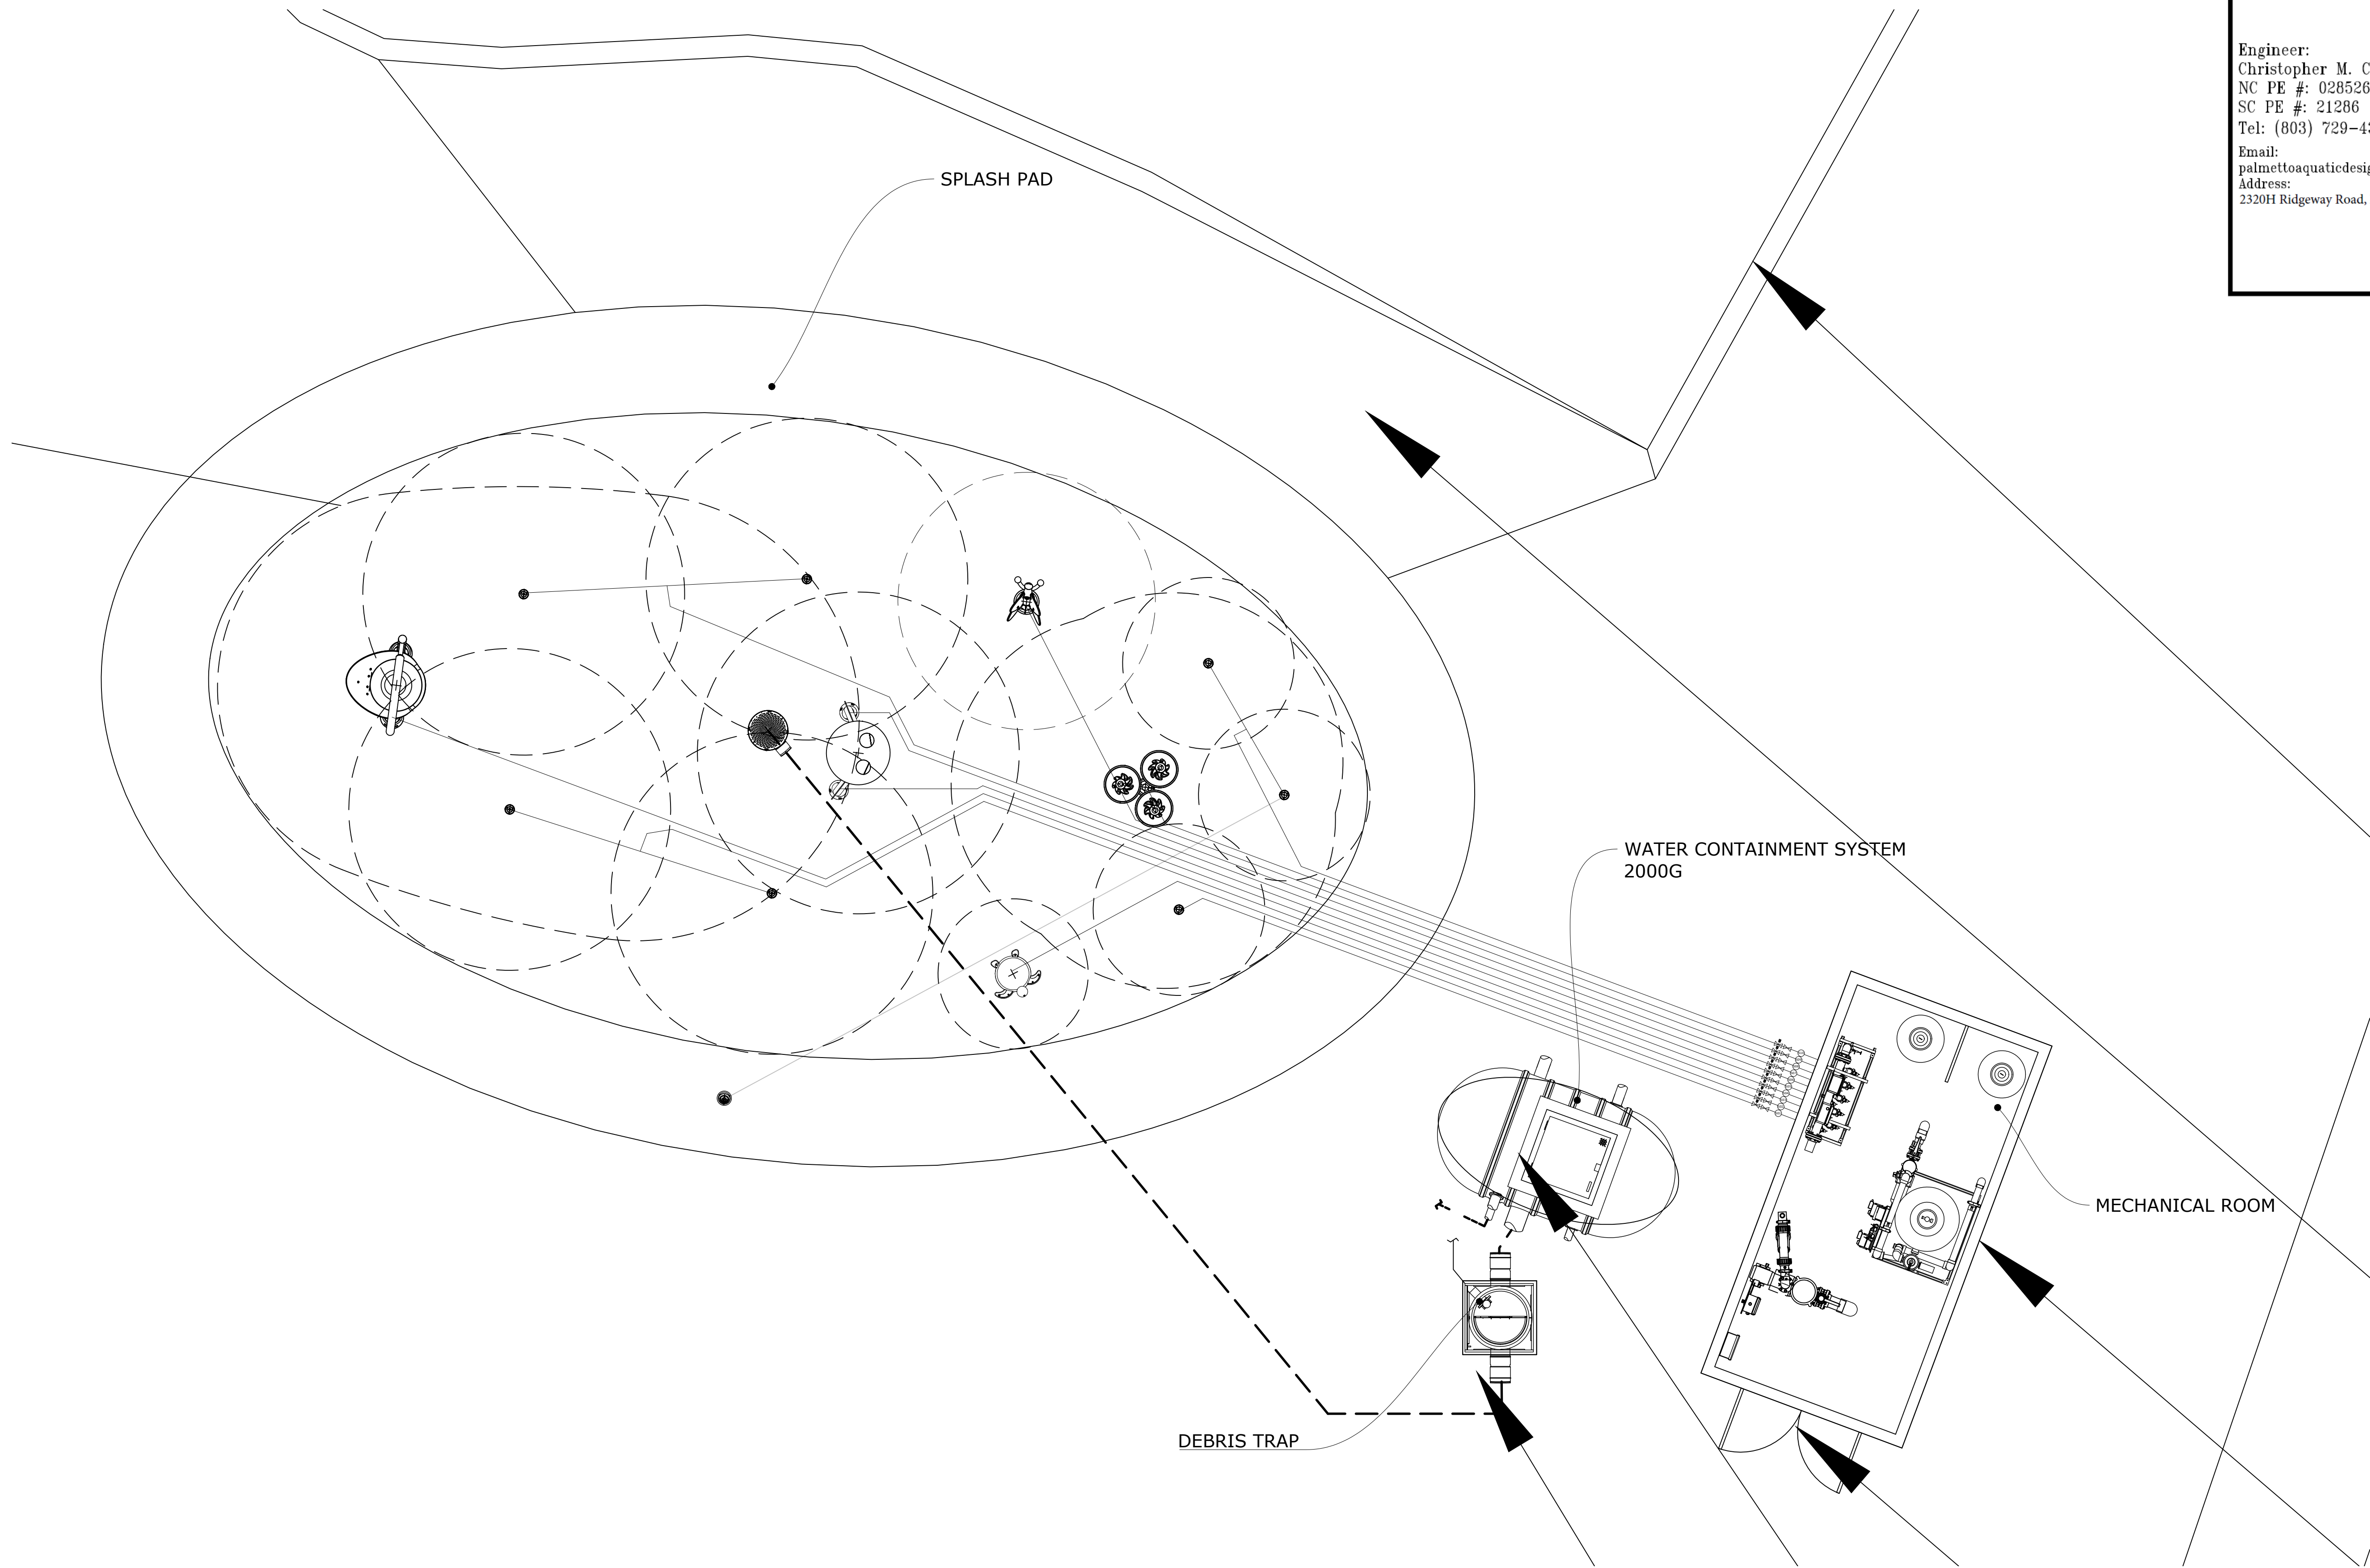 Engineer:
Christopher M. C
NC PE #: 028526
SC PE #: 21286
Tel: (803) 729-4
Email:
palmettoaquaticdesig
Address:
2320H Ridgeway Road,
SPLASH PAD
WATER CONTAINMENT SYSTEM
2000G
MECHANICAL ROOM
DEBRIS TRAP